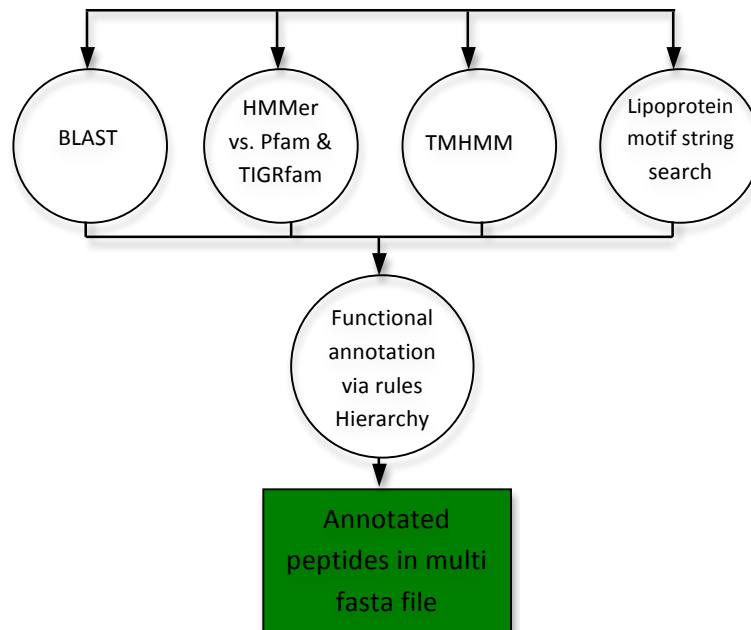 BLAST
HMMer
vs. Pfam &
TIGRfam
TMHMM
Lipoprotein
motif string
search
Functional
annotation
via rules
Hierarchy
Annotated
peptides in multi
fasta file